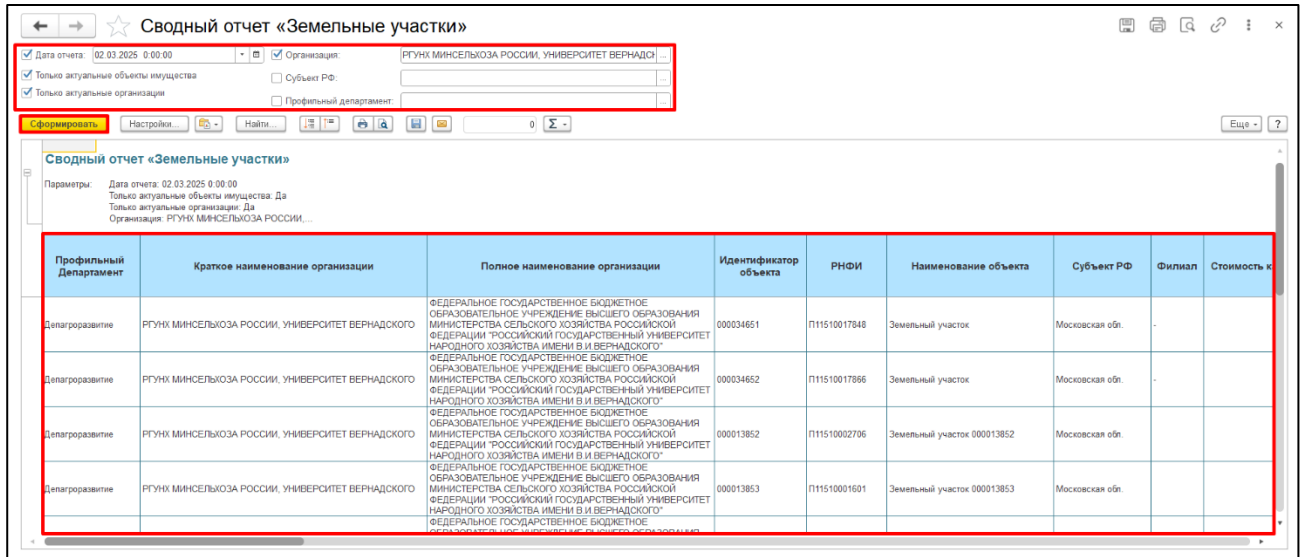 Сводный отчет «Земельные участки»
Дата отчета: 02.03.2025 0:00:00 Организация: РГУНХ МИНСЕЛЬХОЗА РОССИИ, УНИВЕРСИТЕТ ВЕРНАДС ...
Только актуальные объекты имущества Субъект РФ: ...
Только актуальные организации Профильный департамент: ...
Сформировать Настройки... Найти... 0 Σ Еще ?
Сводный отчет «Земельные участки»
Параметры: Дата отчета: 02.03.2025 0:00:00
Только актуальные объекты имущества: Да
Только актуальные организации: Да
Организация: РГУНХ МИНСЕЛЬХОЗА РОССИИ,...
Профильный Департамент Краткое наименование организации Полное наименование организации Идентификатор объекта РНФИ Наименование объекта Субъект РФ Филиал Стоимость к
ФЕДЕРАЛЬНОЕ ГОСУДАРСТВЕННОЕ БЮДЖЕТНОЕ
ОБРАЗОВАТЕЛЬНОЕ УЧРЕЖДЕНИЕ ВЫСШЕГО ОБРАЗОВАНИЯ
Депагроразвитие РГУНХ МИНСЕЛЬХОЗА РОССИИ, УНИВЕРСИТЕТ ВЕРНАДСКОГО МИНИСТЕРСТВА СЕЛЬСКОГО ХОЗЯЙСТВА РОССИЙСКОЙ 000034651 П11510017848 Земельный участок Московская обл. -
ФЕДЕРАЦИИ "РОССИЙСКИЙ ГОСУДАРСТВЕННЫЙ УНИВЕРСИТЕТ
НАРОДНОГО ХОЗЯЙСТВА ИМЕНИ В.И.ВЕРНАДСКОГО"
ФЕДЕРАЛЬНОЕ ГОСУДАРСТВЕННОЕ БЮДЖЕТНОЕ
ОБРАЗОВАТЕЛЬНОЕ УЧРЕЖДЕНИЕ ВЫСШЕГО ОБРАЗОВАНИЯ
Депагроразвитие РГУНХ МИНСЕЛЬХОЗА РОССИИ, УНИВЕРСИТЕТ ВЕРНАДСКОГО МИНИСТЕРСТВА СЕЛЬСКОГО ХОЗЯЙСТВА РОССИЙСКОЙ 000034652 П11510017866 Земельный участок Московская обл. -
ФЕДЕРАЦИИ "РОССИЙСКИЙ ГОСУДАРСТВЕННЫЙ УНИВЕРСИТЕТ
НАРОДНОГО ХОЗЯЙСТВА ИМЕНИ В.И.ВЕРНАДСКОГО"
ФЕДЕРАЛЬНОЕ ГОСУДАРСТВЕННОЕ БЮДЖЕТНОЕ
ОБРАЗОВАТЕЛЬНОЕ УЧРЕЖДЕНИЕ ВЫСШЕГО ОБРАЗОВАНИЯ
Депагроразвитие РГУНХ МИНСЕЛЬХОЗА РОССИИ, УНИВЕРСИТЕТ ВЕРНАДСКОГО МИНИСТЕРСТВА СЕЛЬСКОГО ХОЗЯЙСТВА РОССИЙСКОЙ 000013852 П11510002706 Земельный участок 000013852 Московская обл.
ФЕДЕРАЦИИ "РОССИЙСКИЙ ГОСУДАРСТВЕННЫЙ УНИВЕРСИТЕТ
НАРОДНОГО ХОЗЯЙСТВА ИМЕНИ В.И.ВЕРНАДСКОГО"
ФЕДЕРАЛЬНОЕ ГОСУДАРСТВЕННОЕ БЮДЖЕТНОЕ
ОБРАЗОВАТЕЛЬНОЕ УЧРЕЖДЕНИЕ ВЫСШЕГО ОБРАЗОВАНИЯ
Депагроразвитие РГУНХ МИНСЕЛЬХОЗА РОССИИ, УНИВЕРСИТЕТ ВЕРНАДСКОГО МИНИСТЕРСТВА СЕЛЬСКОГО ХОЗЯЙСТВА РОССИЙСКОЙ 000013853 П11510001601 Земельный участок 000013853 Московская обл.
ФЕДЕРАЦИИ "РОССИЙСКИЙ ГОСУДАРСТВЕННЫЙ УНИВЕРСИТЕТ
НАРОДНОГО ХОЗЯЙСТВА ИМЕНИ В.И.ВЕРНАДСКОГО"
ФЕДЕРАЛЬНОЕ ГОСУДАРСТВЕННОЕ БЮДЖЕТНОЕ